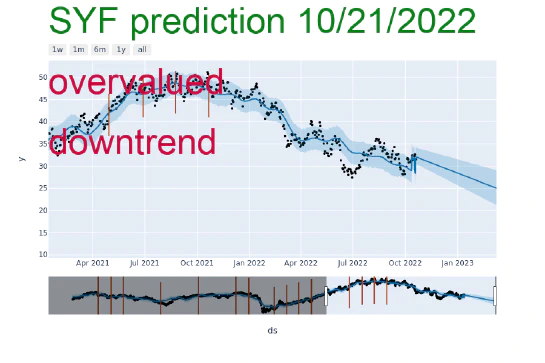 SYF prediction 10/21/2022
1w 1m 6m 1y all
overvalued
downtrend
50
45
40
35
30
25
20
15
10
y
Apr 2021 Jul 2021 Oct 2021 Jan 2022 Apr 2022 Jul 2022 Oct 2022 Jan 2023
ds